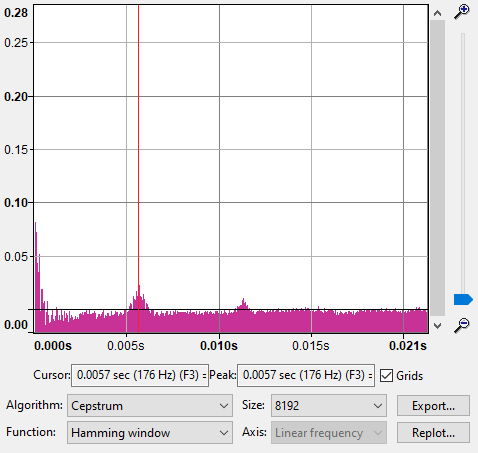 0.28
0.25
0.20
0.15
0.10
0.05
0.00
0.000s 0.005s 0.010s 0.015s 0.021s
Cursor: 0.0057 sec (176 Hz) (F3) = Peak: 0.0057 sec (176 Hz) (F3) = Grids
Algorithm: Cepstrum Size: 8192 Export...
Function: Hamming window Axis: Linear frequency Replot...